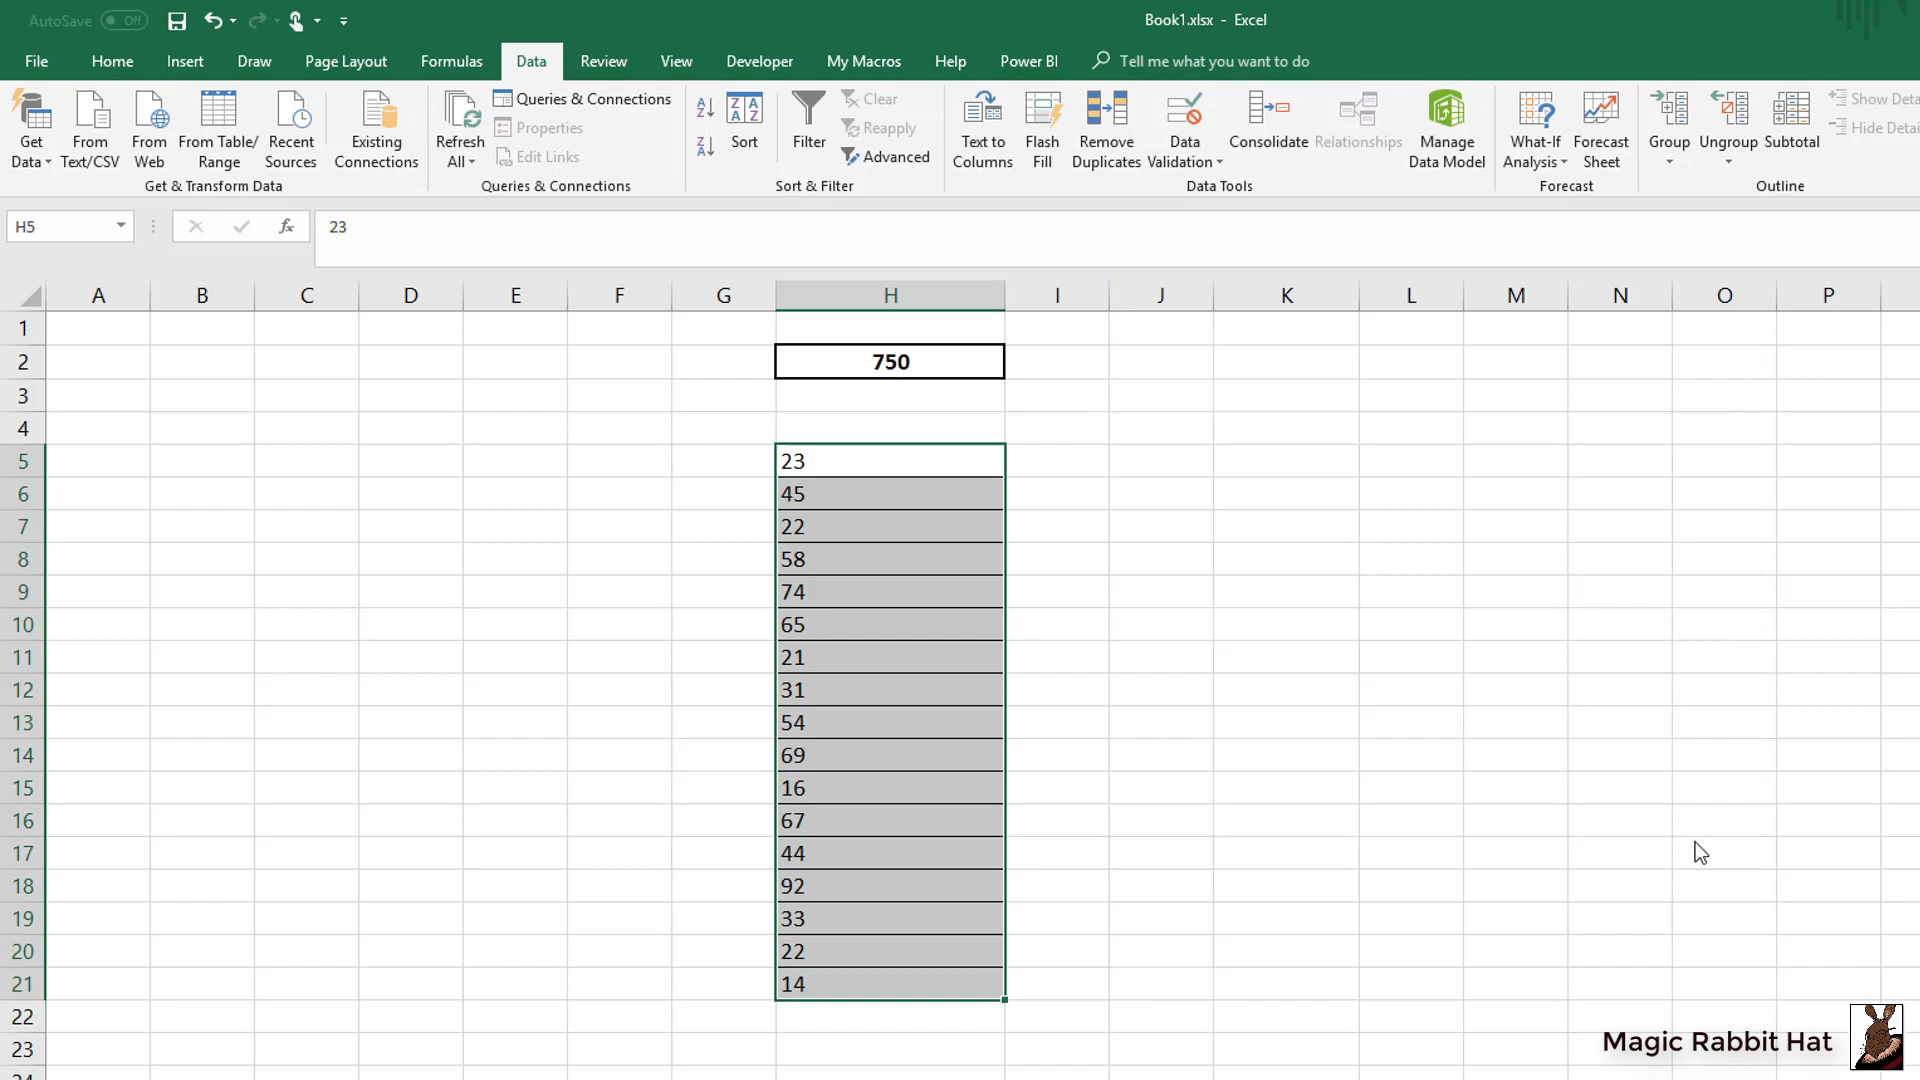 AutoSave Off
Book1.xlsx - Excel
File Home Insert Draw Page Layout Formulas Data Review View Developer My Macros Help Power BI Tell me what you want to do
Get Data
From Text/CSV
From Web
From Table/ Range
Recent Sources
Existing Connections
Get & Transform Data
Refresh All
Queries & Connections
Properties
Edit Links
Queries & Connections
Sort
Filter
Clear
Reapply
Advanced
Sort & Filter
Text to Columns
Flash Fill
Remove Duplicates
Data Validation
Consolidate
Relationships
Manage Data Model
Data Tools
What-If Analysis
Forecast Sheet
Forecast
Group
Ungroup
Subtotal
Show Deta
Hide Detai
Outline
H5 fx 23
A B C D E F G H I J K L M N O P
1
2 750
3
4
5 23
6 45
7 22
8 58
9 74
10 65
11 21
12 31
13 54
14 69
15 16
16 67
17 44
18 92
19 33
20 22
21 14
22
23
Magic Rabbit Hat